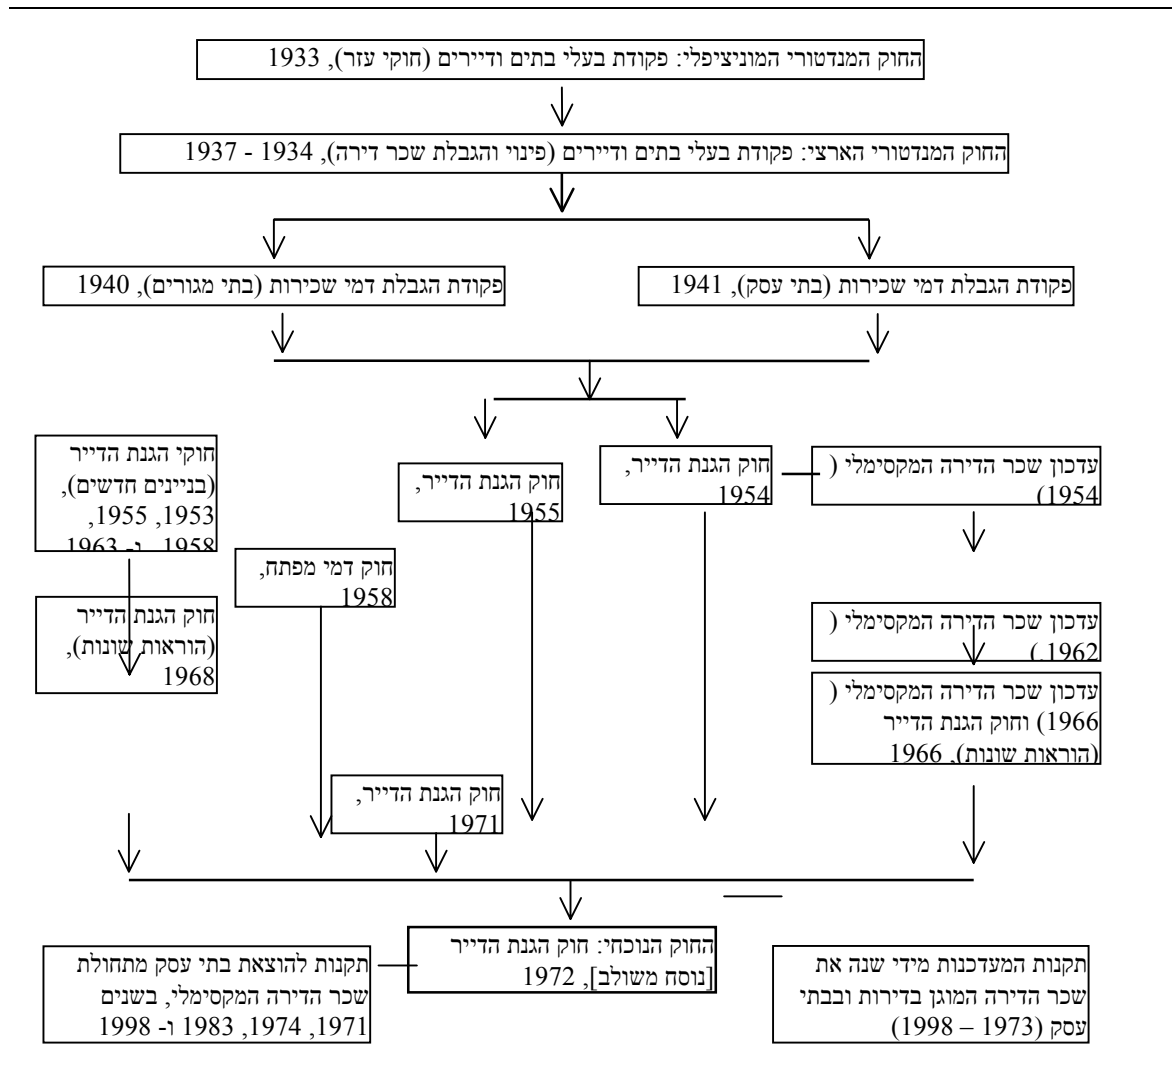 החוק המנדטורי המוניציפלי: פקודת בעלי בתים ודיירים (חוקי עזר), 1933
החוק המנדטורי הארצי: פקודת בעלי בתים ודיירים (פינוי והגבלת שכר דירה), 1934 - 1937
פקודת הגבלת דמי שכירות (בתי עסק), 1941
פקודת הגבלת דמי שכירות (בתי מגורים), 1940
עדכון שכר הדירה המקסימלי (
1954)
חוק הגנת הדייר,
1954
חוק הגנת הדייר,
1955
חוקי הגנת הדייר
(בניינים חדשים),
1953, 1955,
1958 ו- 1963
חוק דמי מפתח,
1958
עדכון שכר הדירה המקסימלי (
1962.)
חוק הגנת הדייר
(הוראות שונות),
1968
עדכון שכר הדירה המקסימלי (
1966) וחוק הגנת הדייר
(הוראות שונות), 1966
חוק הגנת הדייר,
1971
החוק הנוכחי: חוק הגנת הדייר
[נוסח משולב], 1972
תקנות המעדכנות מידי שנה את
שכר הדירה המוגן בדירות ובבתי
עסק (1973 – 1998)
תקנות להוצאת בתי עסק מתחולת
שכר הדירה המקסימלי, בשנים
1971, 1974, 1983 ו- 1998